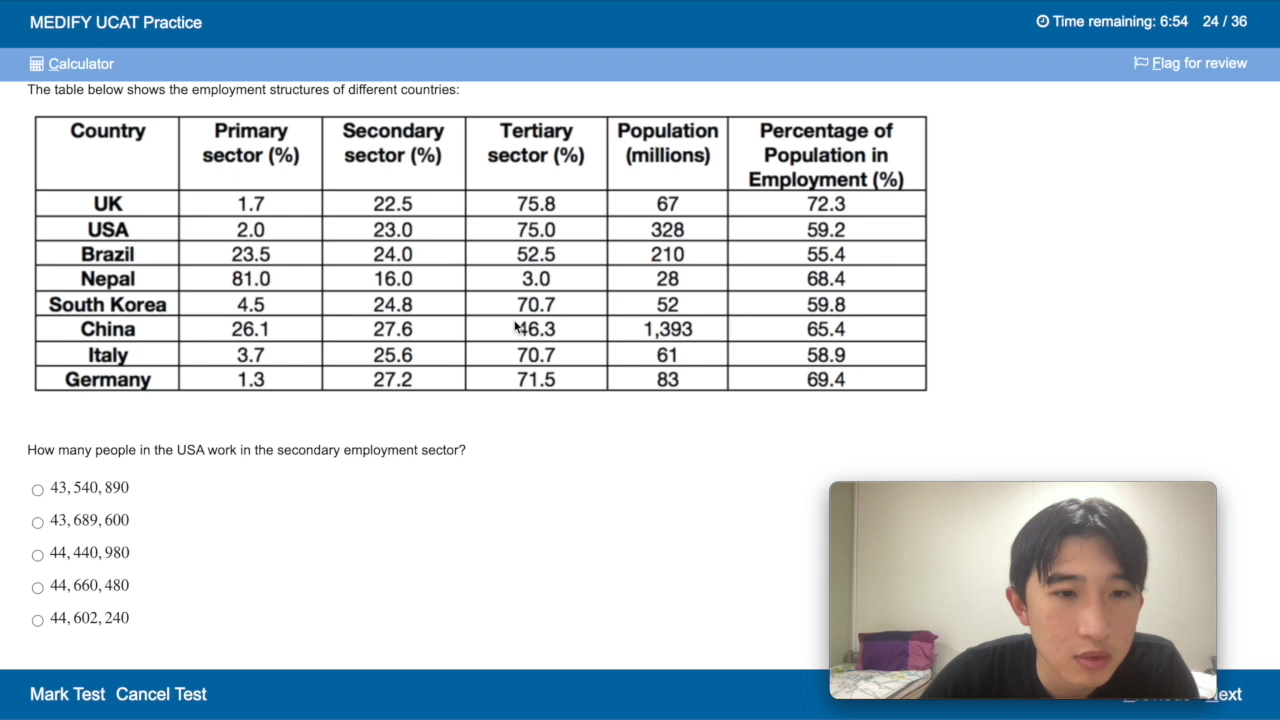 MEDIFY UCAT Practice
Time remaining: 6:54 24 / 36
Calculator
Flag for review
The table below shows the employment structures of different countries:
Country Primary sector (%) Secondary sector (%) Tertiary sector (%) Population (millions) Percentage of Population in Employment (%)
UK 1.7 22.5 75.8 67 72.3
USA 2.0 23.0 75.0 328 59.2
Brazil 23.5 24.0 52.5 210 55.4
Nepal 81.0 16.0 3.0 28 68.4
South Korea 4.5 24.8 70.7 52 59.8
China 26.1 27.6 46.3 1,393 65.4
Italy 3.7 25.6 70.7 61 58.9
Germany 1.3 27.2 71.5 83 69.4
How many people in the USA work in the secondary employment sector?
43, 540, 890
43, 689, 600
44, 440, 980
44, 660, 480
44, 602, 240
Mark Test Cancel Test